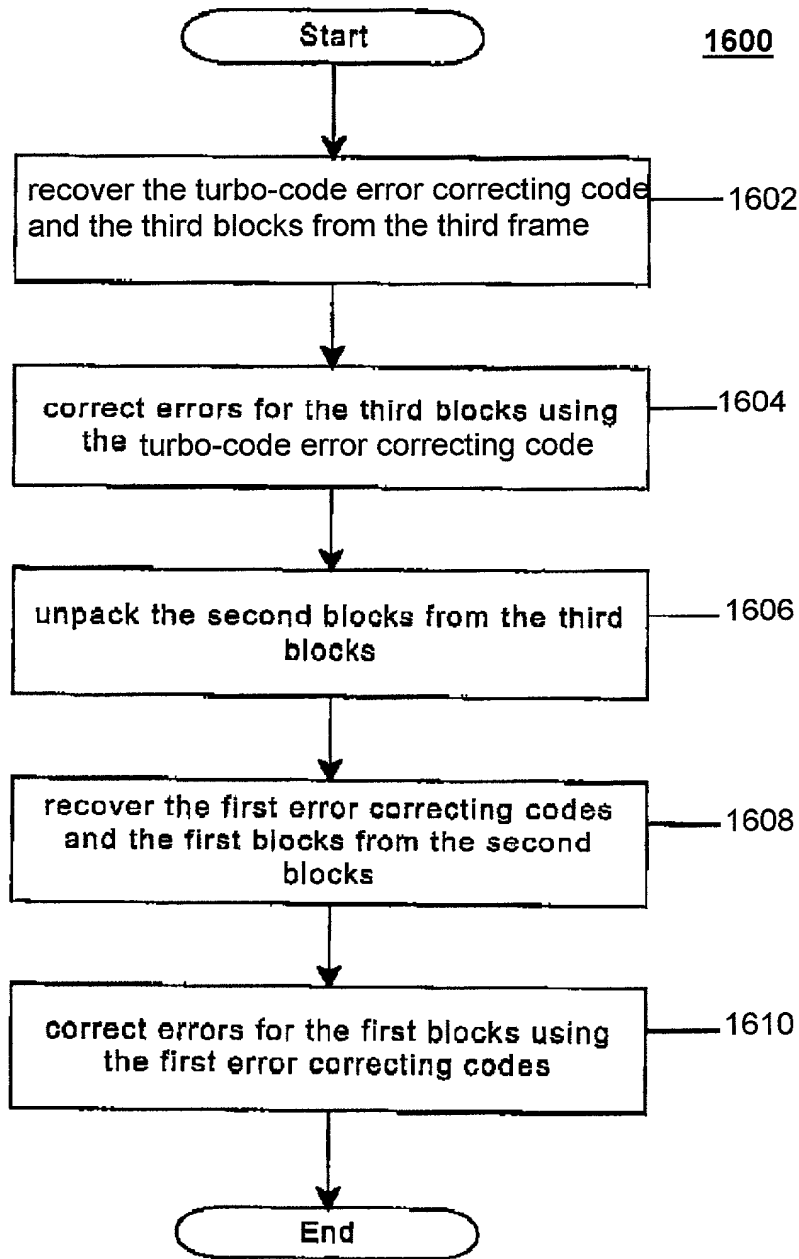 Start
1600
recover the turbo-code error correcting code
and the third blocks from the third frame
1602
correct errors for the third blocks using
the turbo-code error correcting code
1604
unpack the second blocks from the third
blocks
1606
recover the first error correcting codes
and the first blocks from the second
blocks
1608
correct errors for the first blocks using
the first error correcting codes
1610
End